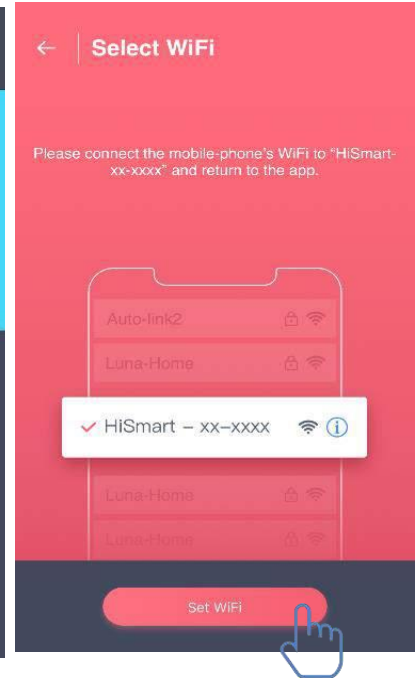 Select WiFi
Please connect the mobile-phone's WiFi to "HiSmart-
xx-xxxx" and return to the app.
Auto-link2
Luna-Home
HiSmart – xx–xxxx
Luna-Home
Luna-Home
Set WiFi